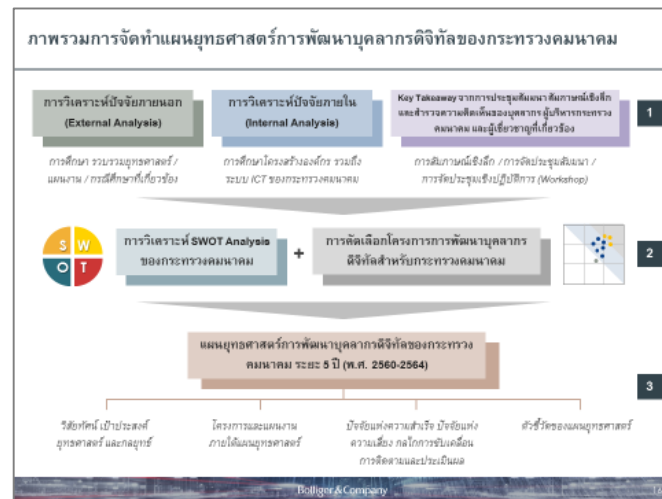 ภาพรวมการจัดทำแผนยุทธศาสตร์การพัฒนาบุคลากรดิจิทัลของกระทรวงคมนาคม
การวิเคราะห์ปัจจัยภายนอก
(External Analysis)
การวิเคราะห์ปัจจัยภายใน
(Internal Analysis)
Key Takeaway จากการประชุมสัมมนา สัมภาษณ์เชิงลึก
และสำรวจความคิดเห็นของบุคลากร ผู้บริหารกระทรวง
คมนาคม และผู้เชี่ยวชาญที่เกี่ยวข้อง
1
การศึกษา รวบรวมยุทธศาสตร์ /
แผนงาน / กรณีศึกษาที่เกี่ยวข้อง
การศึกษาโครงสร้างองค์กร รวมถึง
ระบบ ICT ของกระทรวงคมนาคม
การสัมภาษณ์เชิงลึก / การจัดประชุมสัมมนา /
การจัดประชุมเชิงปฏิบัติการ (Workshop)
S W
O T
การวิเคราะห์ SWOT Analysis
ของกระทรวงคมนาคม
+
การคัดเลือกโครงการการพัฒนาบุคลากร
ดิจิทัลสำหรับกระทรวงคมนาคม
2
แผนยุทธศาสตร์การพัฒนาบุคลากรดิจิทัลของกระทรวง
คมนาคม ระยะ 5 ปี (พ.ศ. 2560-2564)
3
วิสัยทัศน์ เป้าประสงค์
ยุทธศาสตร์ และกลยุทธ์
โครงการและแผนงาน
ภายใต้แผนยุทธศาสตร์
ปัจจัยแห่งความสำเร็จ ปัจจัยแห่ง
ความเสี่ยง กลไกการขับเคลื่อน
การติดตามและประเมินผล
ตัวชี้วัดของแผนยุทธศาสตร์
Bolliger & Company